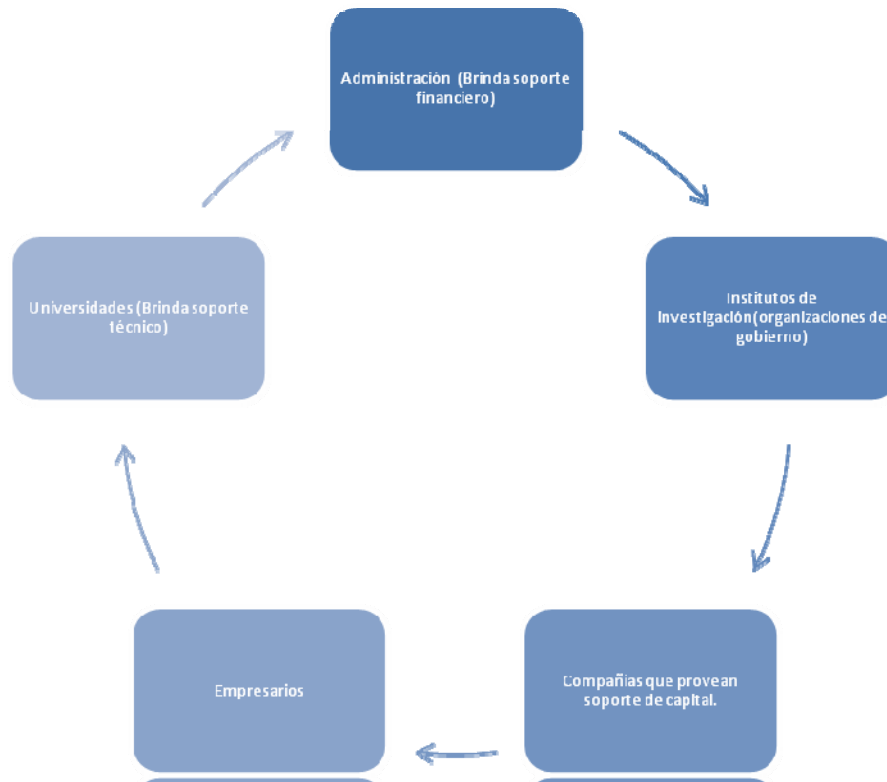 Administración (Brinda soporte
financiero)
Institutos de
investigación(organizaciones de
gobierno)
Compañías que provean
soporte de capital.
Empresarios
Universidades (Brinda soporte
técnico)